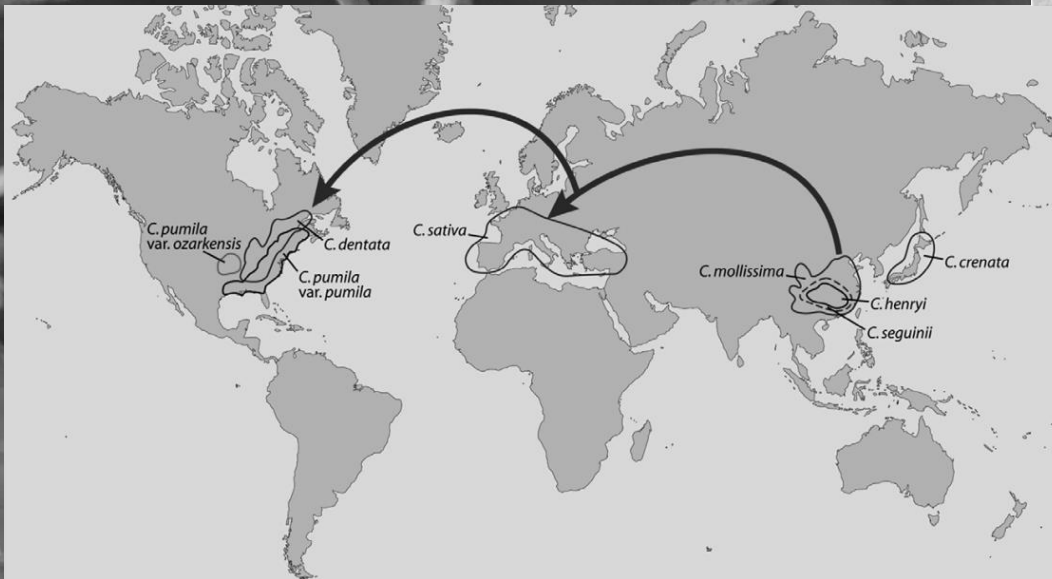 C. pumila
var. ozarkensis
C. dentata
C. pumila
var. pumila
C. sativa
C. mollissima
C. crenata
C. henryi
C. seguinii